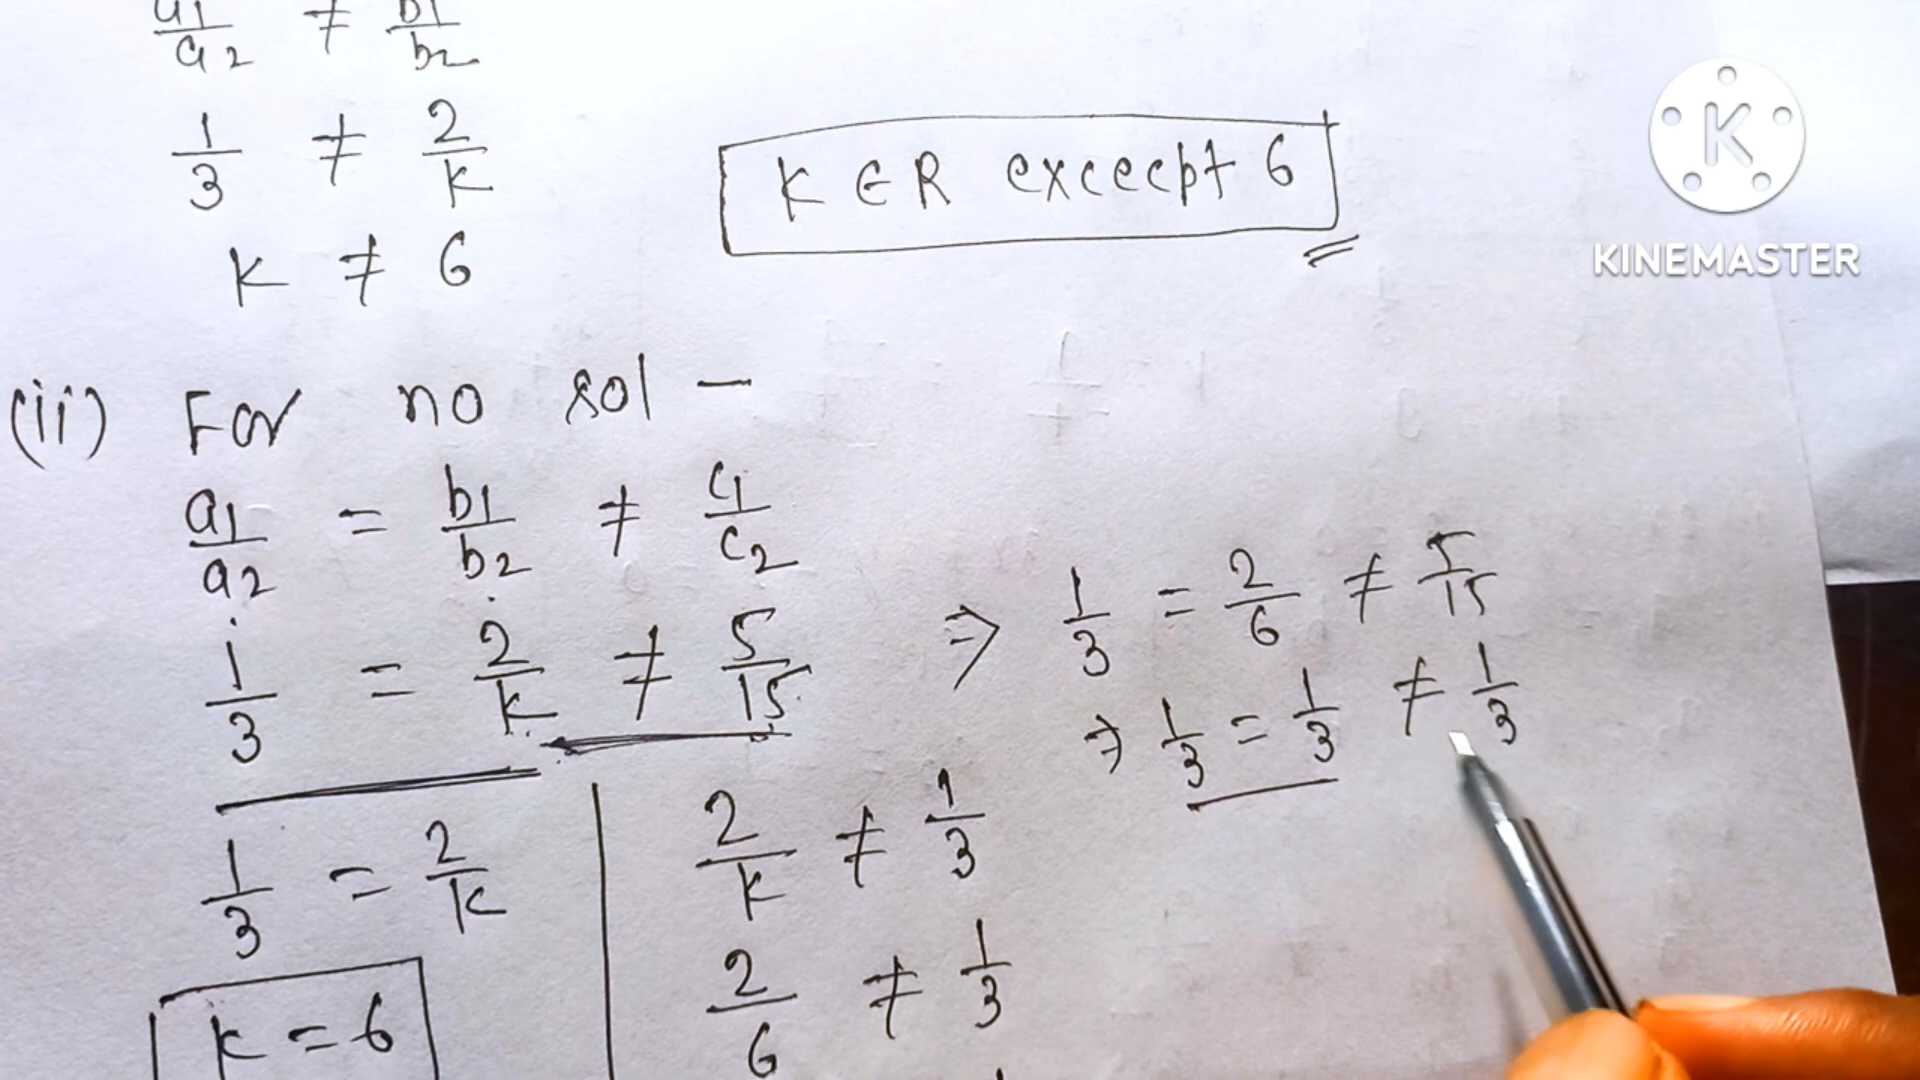 a1/a2 ≠ b1/b2
1/3 ≠ 2/k
k ≠ 6
K ∈ R excecpt 6
K
KINEMASTER
(ii) For no sol –
a1/a2 = b1/b2 ≠ c1/c2
1/3 = 2/k ≠ 5/15
⇒ 1/3 = 2/6 ≠ 5/15
⇒ 1/3 = 1/3 ≠ 1/3
1/3 = 2/k
k = 6
2/k ≠ 1/3
2/6 ≠ 1/3